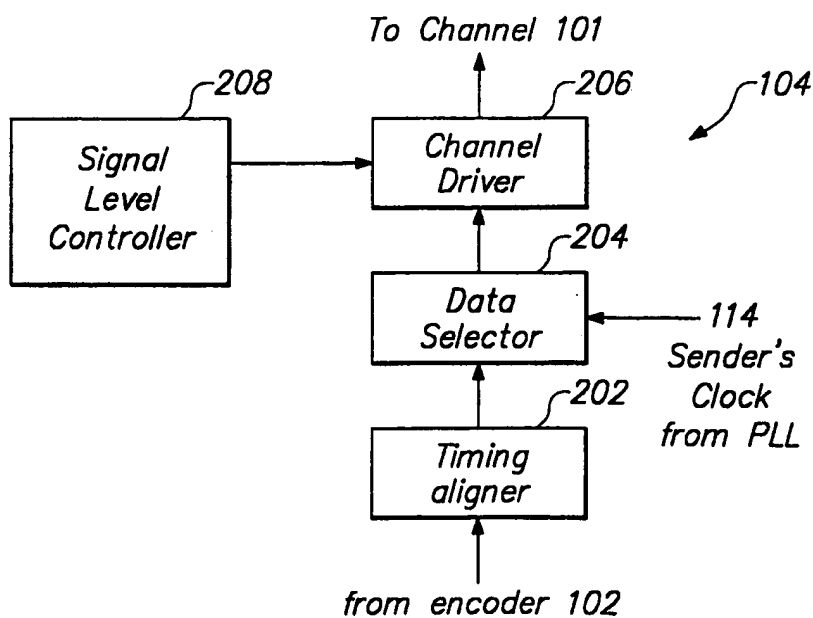 To Channel 101
208
206
104
Signal
Level
Controller
Channel
Driver
204
Data
Selector
114
Sender's
Clock
from PLL
202
Timing
aligner
from encoder 102